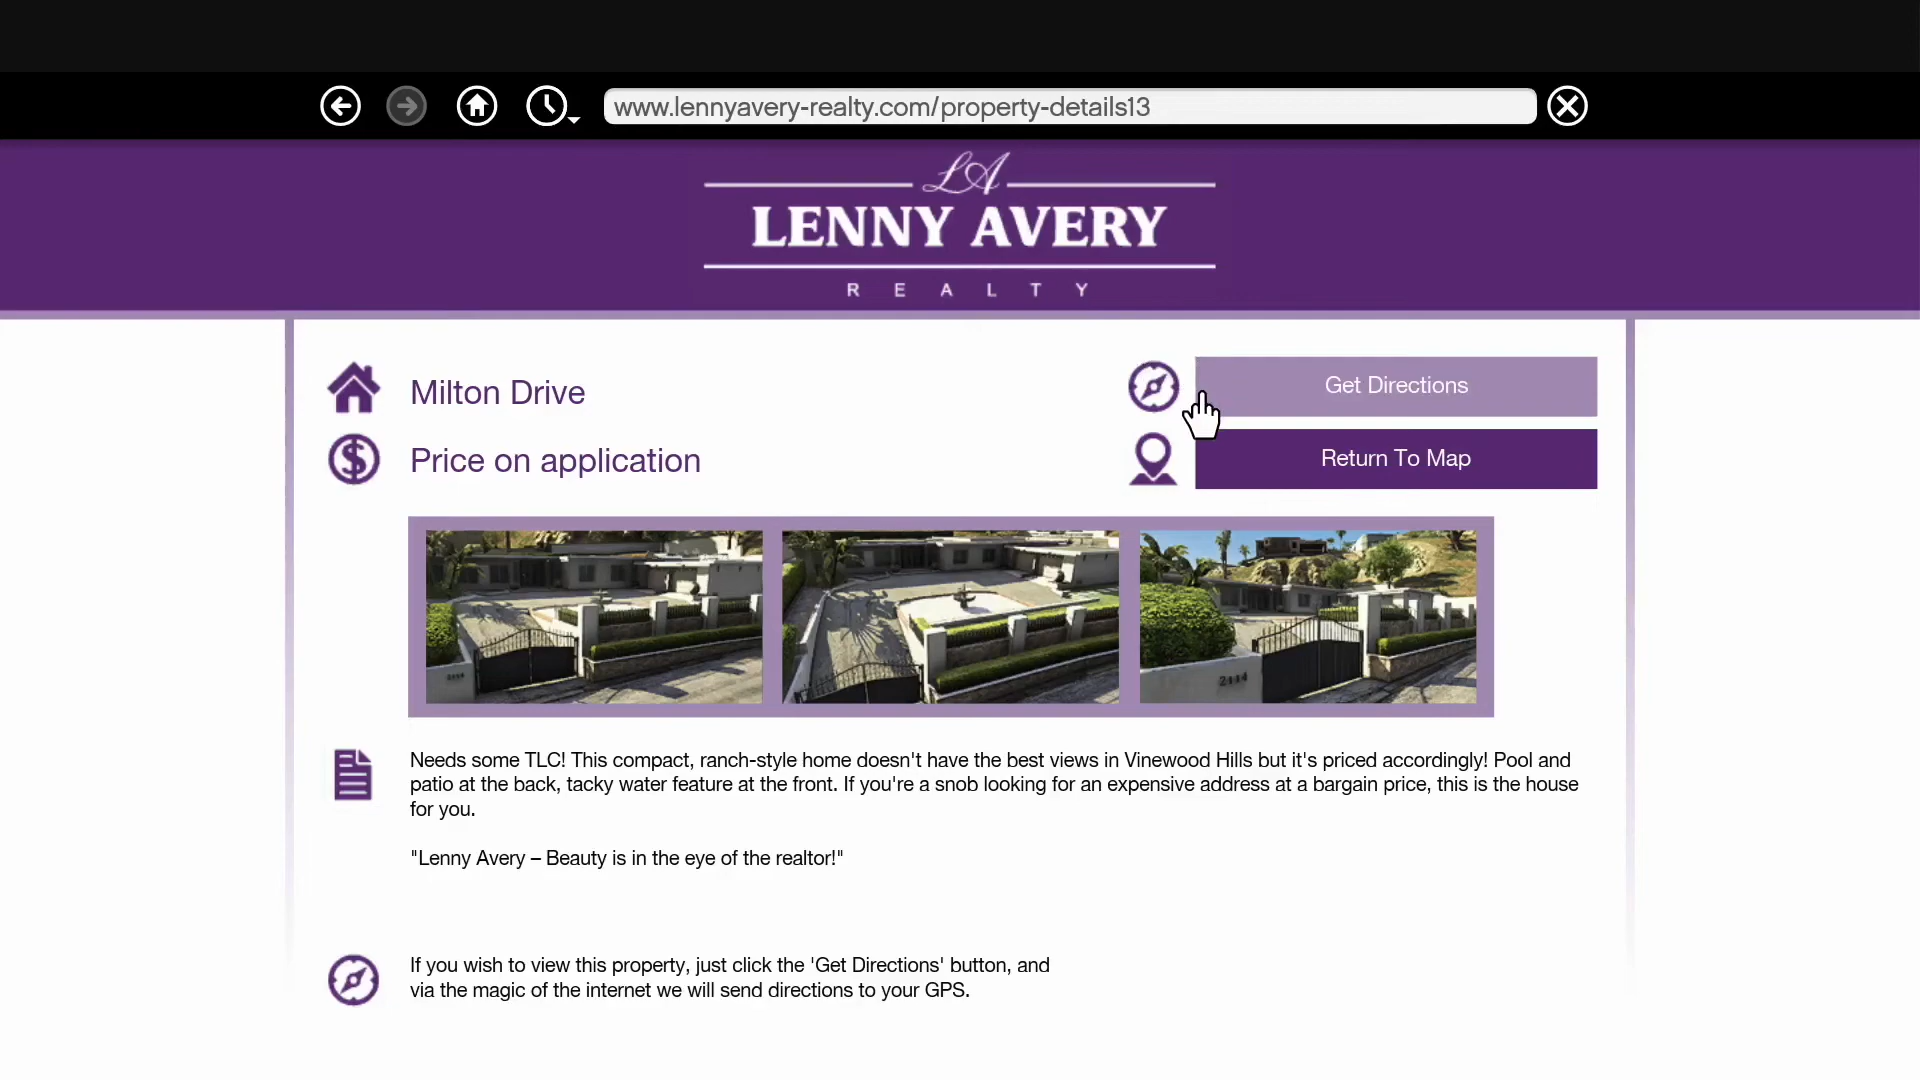 www.lennyavery-realty.com/property-details13
LA
LENNY AVERY
REALTY
Milton Drive
Get Directions
Price on application
Return To Map
2114
2114
Needs some TLC! This compact, ranch-style home doesn't have the best views in Vinewood Hills but it's priced accordingly! Pool and
patio at the back, tacky water feature at the front. If you're a snob looking for an expensive address at a bargain price, this is the house
for you.
"Lenny Avery – Beauty is in the eye of the realtor!"
If you wish to view this property, just click the 'Get Directions' button, and
via the magic of the internet we will send directions to your GPS.